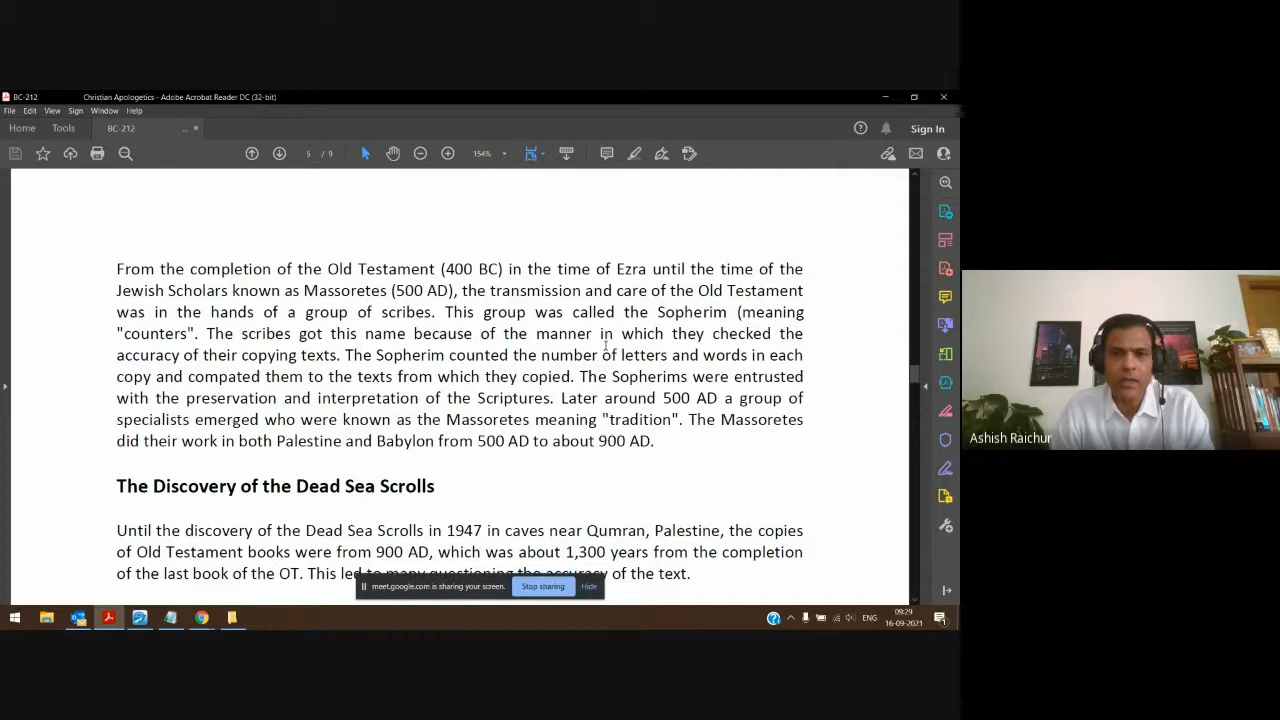 BC-212 Christian Apologetics - Adobe Acrobat Reader DC (32-bit)
File Edit View Sign Window Help
Home Tools BC-212 ... × Sign In
5 / 9 154%
From the completion of the Old Testament (400 BC) in the time of Ezra until the time of the
Jewish Scholars known as Massoretes (500 AD), the transmission and care of the Old Testament
was in the hands of a group of scribes. This group was called the Sopherim (meaning
"counters". The scribes got this name because of the manner in which they checked the
accuracy of their copying texts. The Sopherim counted the number of letters and words in each
copy and compated them to the texts from which they copied. The Sopherims were entrusted
with the preservation and interpretation of the Scriptures. Later around 500 AD a group of
specialists emerged who were known as the Massoretes meaning "tradition". The Massoretes
did their work in both Palestine and Babylon from 500 AD to about 900 AD.
The Discovery of the Dead Sea Scrolls
Until the discovery of the Dead Sea Scrolls in 1947 in caves near Qumran, Palestine, the copies
of Old Testament books were from 900 AD, which was about 1,300 years from the completion
of the last book of the OT. This led to many questioning the accuracy of the text.
meet.google.com is sharing your screen. Stop sharing Hide
Ashish Raichur
ENG 09:29
16-09-2021